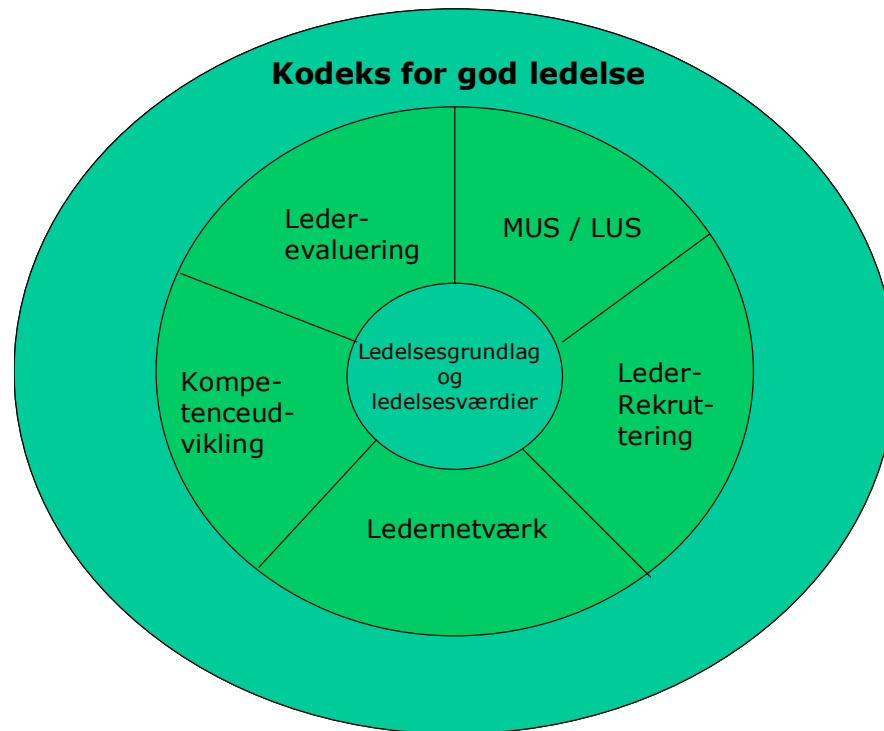 Kodeks for god ledelse
Leder-
evaluering
MUS / LUS
Ledelsesgrundlag
og
ledelsesværdier
Kompe-
tenceud-
vikling
Leder-
Rekrut-
tering
Ledernetværk